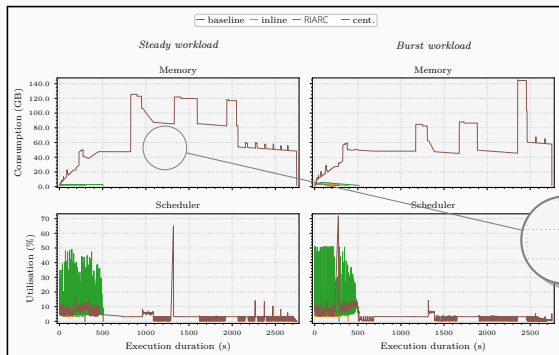 baseline inline RIARC cent.
Steady workload
Burst workload
Memory
Memory
Consumption (GB)
140.0
120.0
100.0
80.0
60.0
40.0
20.0
0.0
Scheduler
Scheduler
Utilisation (%)
70
60
50
40
30
20
10
0
0 500 1000 1500 2000 2500
0 500 1000 1500 2000 2500
Execution duration (s)
Execution duration (s)